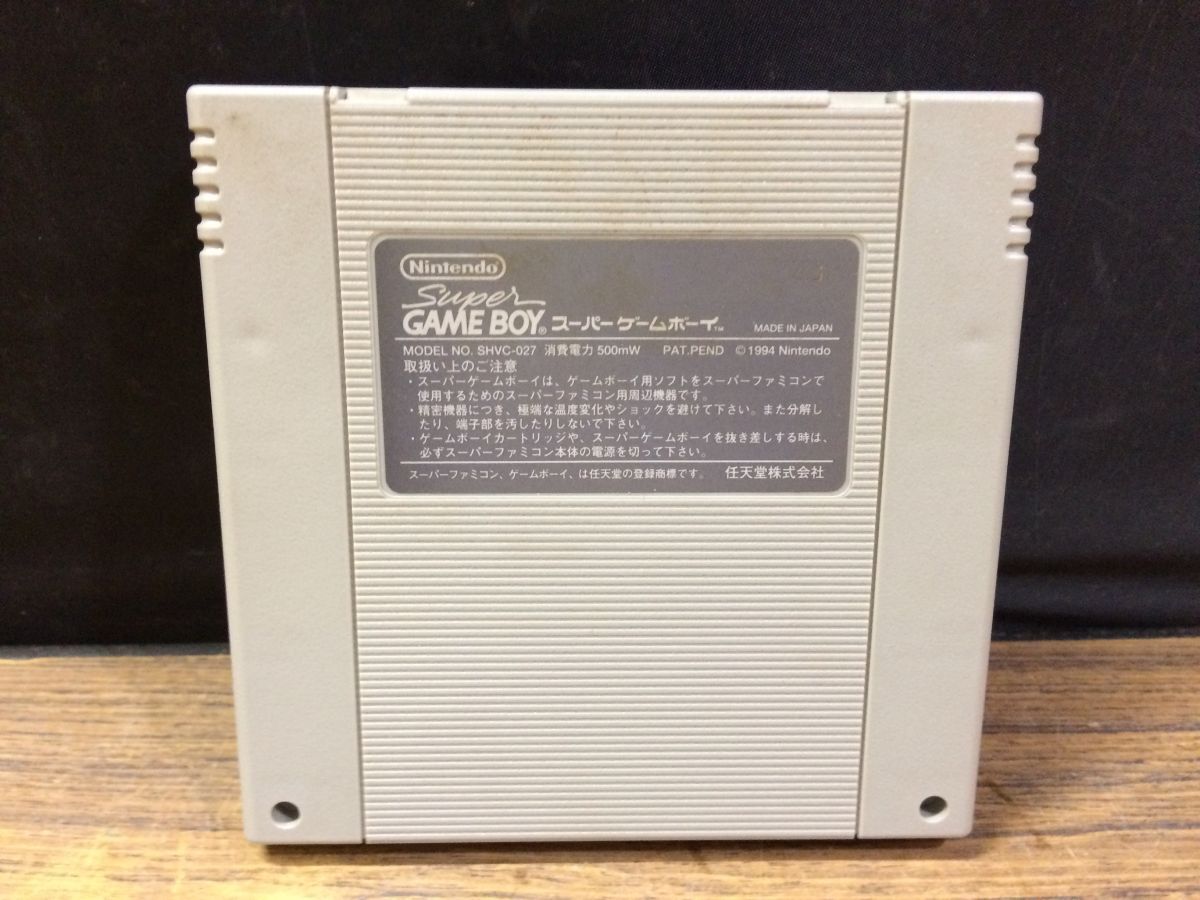 Nintendo
Super
GAME BOY® スーパーゲームボーイ™ MADE IN JAPAN
MODEL NO. SHVC-027 消費電力 500mW PAT.PEND © 1994 Nintendo
取扱い上のご注意
・スーパーゲームボーイは、ゲームボーイ用ソフトをスーパーファミコンで
使用するためのスーパーファミコン用周辺機器です。
・精密機器につき、極端な温度変化やショックを避けて下さい。また分解し
たり、端子部を汚したりしないで下さい。
・ゲームボーイカートリッジや、スーパーゲームボーイを抜き差しする時は、
必ずスーパーファミコン本体の電源を切って下さい。
スーパーファミコン、ゲームボーイ、は任天堂の登録商標です。 任天堂株式会社